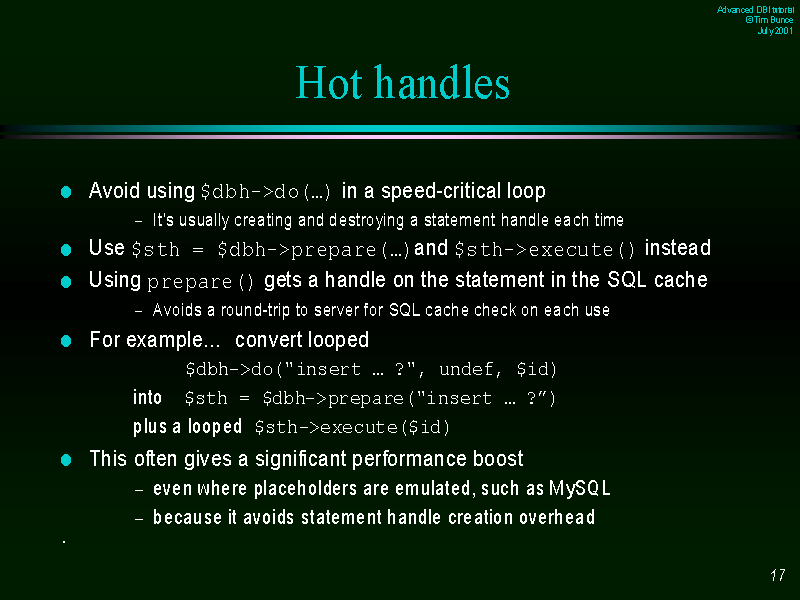 Advanced DBI tutorial
© Tim Bunce
July 2001
Hot handles
Avoid using $dbh->do(…) in a speed-critical loop
– It's usually creating and destroying a statement handle each time
Use $sth = $dbh->prepare(…)and $sth->execute() instead
Using prepare() gets a handle on the statement in the SQL cache
– Avoids a round-trip to server for SQL cache check on each use
For example… convert looped
$dbh->do("insert … ?", undef, $id)
into $sth = $dbh->prepare("insert … ?”)
plus a looped $sth->execute($id)
This often gives a significant performance boost
– even where placeholders are emulated, such as MySQL
– because it avoids statement handle creation overhead
.
17